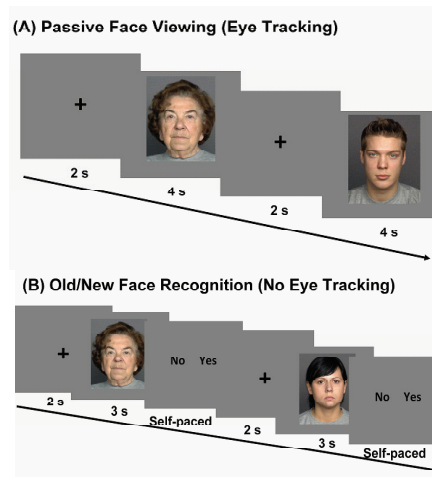 (A) Passive Face Viewing (Eye Tracking)
+
2 s
4 s
+
2 s
4 s
(B) Old/New Face Recognition (No Eye Tracking)
+
2 s
3 s
No Yes
Self-paced
+
2 s
3 s
No Yes
Self-paced